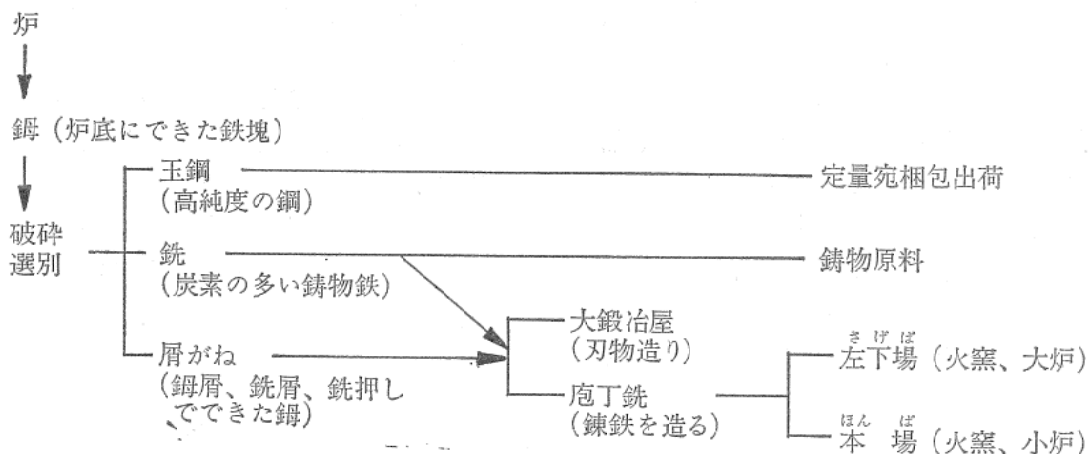 炉
鉧（炉底にできた鉄塊）
破砕
選別
玉鋼
（高純度の鋼）
定量宛梱包出荷
銑
（炭素の多い鋳物鉄）
鋳物原料
屑がね
（鉧屑、銑屑、銑押し
でできた鉧）
大鍛冶屋
（刃物造り）
庖丁銑
（錬鉄を造る）
さげば
左下場（火窯、大炉）
ほんば
本場（火窯、小炉）